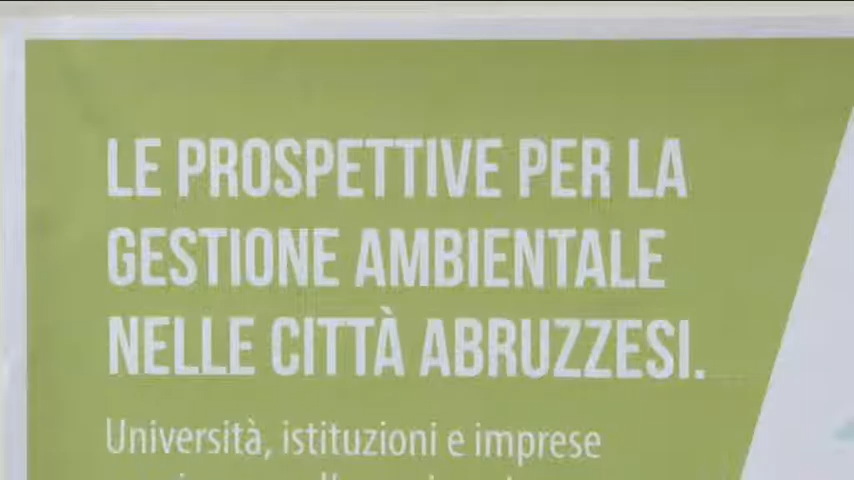 LE PROSPETTIVE PER LA
GESTIONE AMBIENTALE
NELLE CITTÀ ABRUZZESI.
Università, istituzioni e imprese